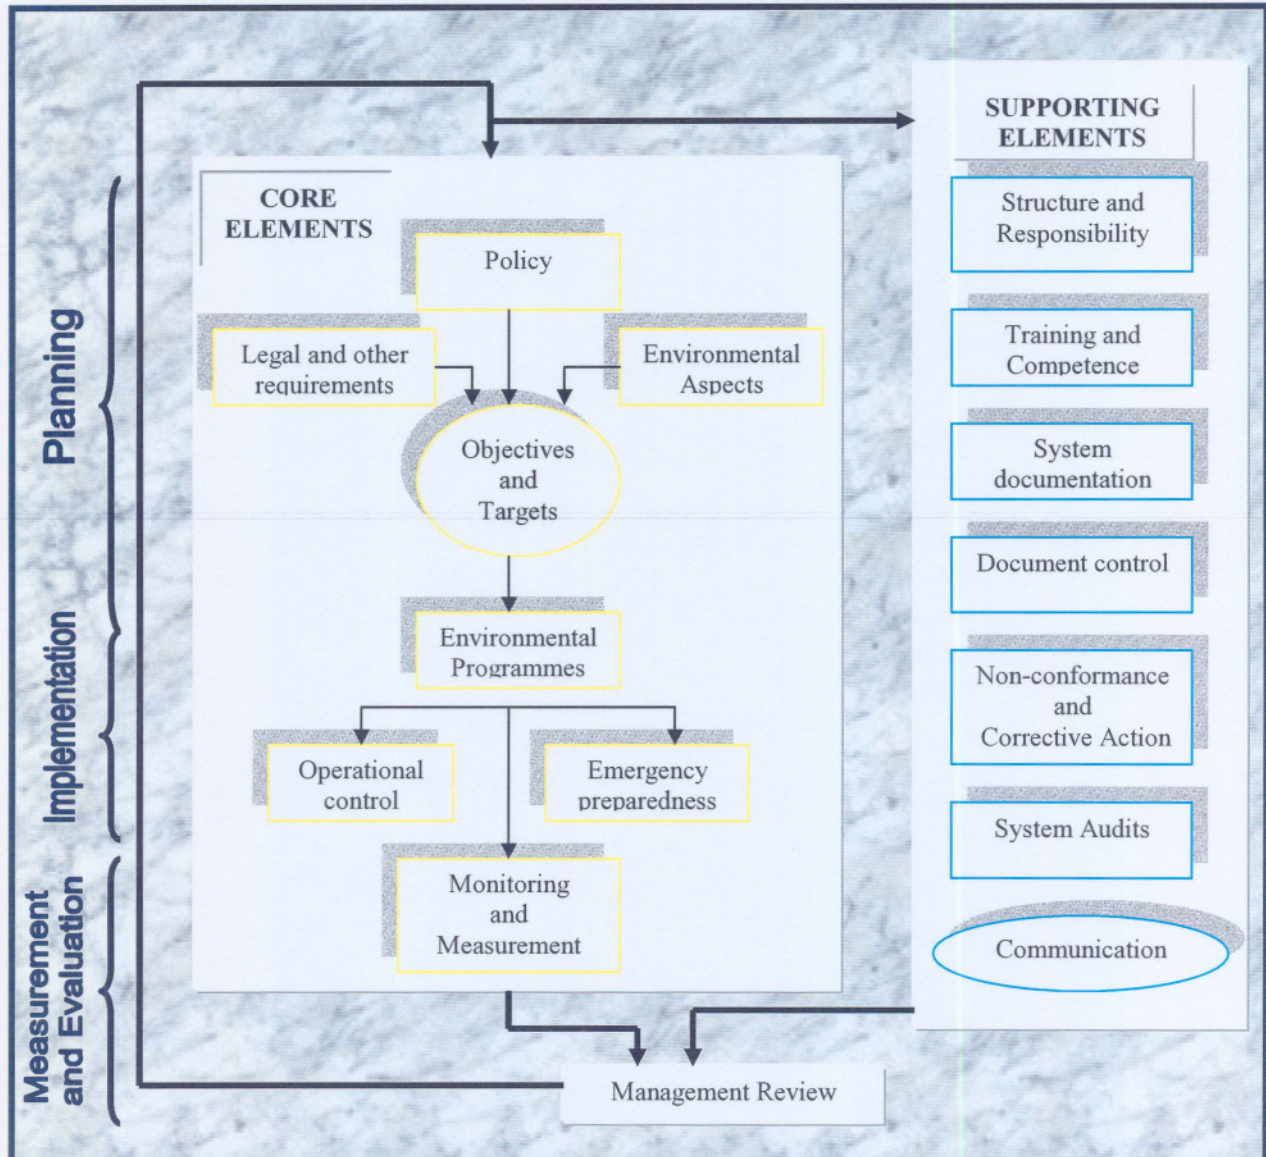 SUPPORTING
ELEMENTS
CORE
ELEMENTS
Structure and
Responsibility
Policy
Legal and other
requirements
Environmental
Aspects
Training and
Competence
Objectives
and
Targets
System
documentation
Document control
Environmental
Programmes
Non-conformance
and
Corrective Action
Operational
control
Emergency
preparedness
System Audits
Monitoring
and
Measurement
Communication
Management Review
Planning
Implementation
Measurement
and Evaluation